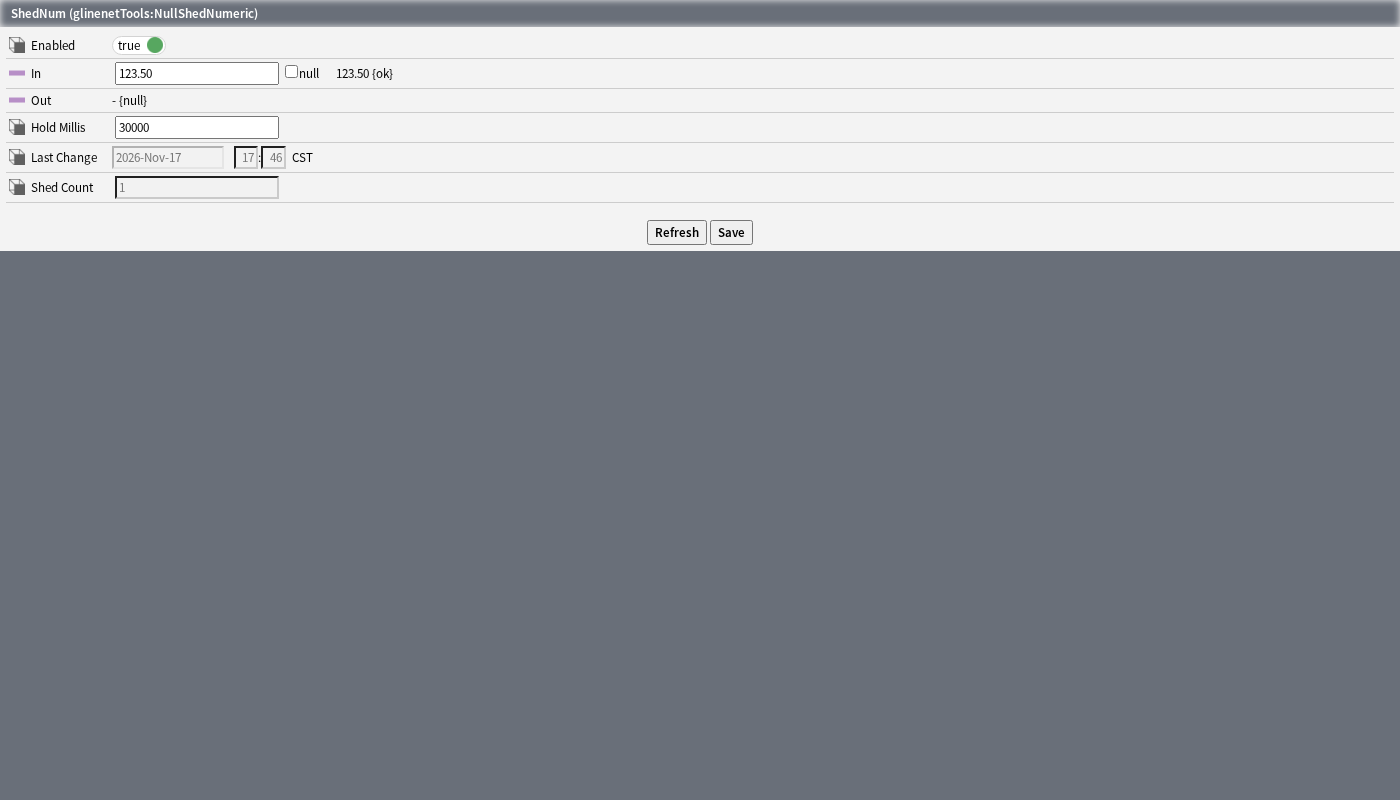 ShedNum (glinenetTools:NullShedNumeric)
Enabled true
In 123.50 null 123.50 {ok}
Out - {null}
Hold Millis 30000
Last Change 2026-Nov-17 17:46 CST
Shed Count 1
Refresh Save